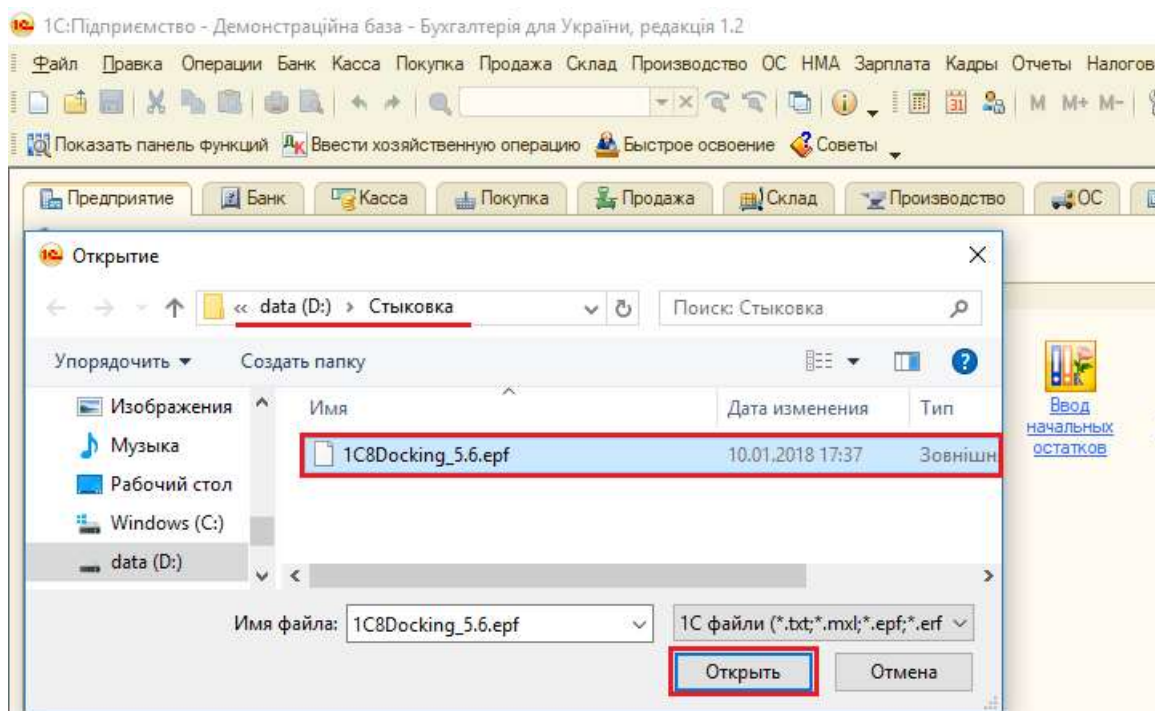 1С:Підприємство - Демонстраційна база - Бухгалтерія для України, редакція 1.2
Файл Правка Операции Банк Касса Покупка Продажа Склад Производство ОС НМА Зарплата Кадры Отчеты Налогов
M M+ M-
Показать панель функций Ввести хозяйственную операцию Быстрое освоение Советы
Предприятие Банк Касса Покупка Продажа Склад Производство ОС
Открытие
« data (D:) › Стыковка Поиск: Стыковка
Упорядочить Создать папку
Имя Дата изменения Тип
Изображения
Музыка
Рабочий стол
Windows (C:)
data (D:)
1C8Docking_5.6.epf 10.01.2018 17:37 Зовнішн
Ввод
начальных
остатков
Имя файла: 1C8Docking_5.6.epf 1С файли (*.txt;*.mxl;*.epf;*.erf
Открыть Отмена